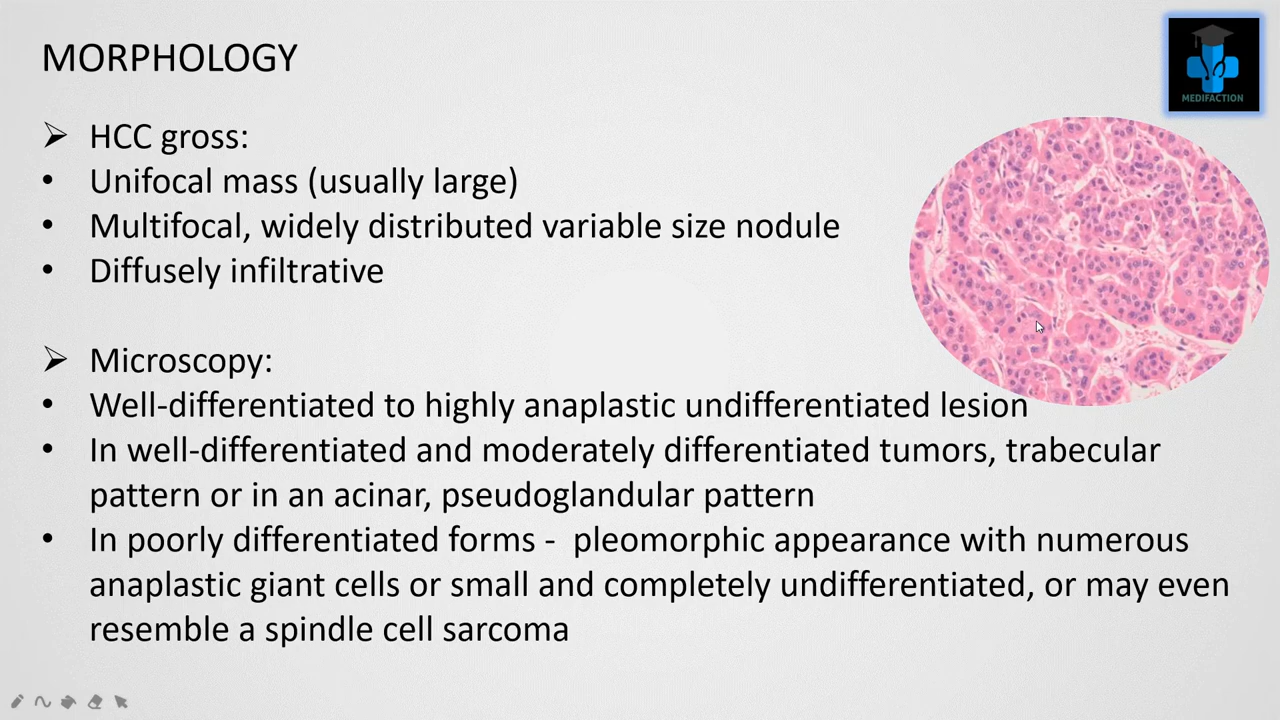 MORPHOLOGY
MEDIFACTION
➢ HCC gross:
• Unifocal mass (usually large)
• Multifocal, widely distributed variable size nodule
• Diffusely infiltrative
➢ Microscopy:
• Well-differentiated to highly anaplastic undifferentiated lesion
• In well-differentiated and moderately differentiated tumors, trabecular
pattern or in an acinar, pseudoglandular pattern
• In poorly differentiated forms -  pleomorphic appearance with numerous
anaplastic giant cells or small and completely undifferentiated, or may even
resemble a spindle cell sarcoma